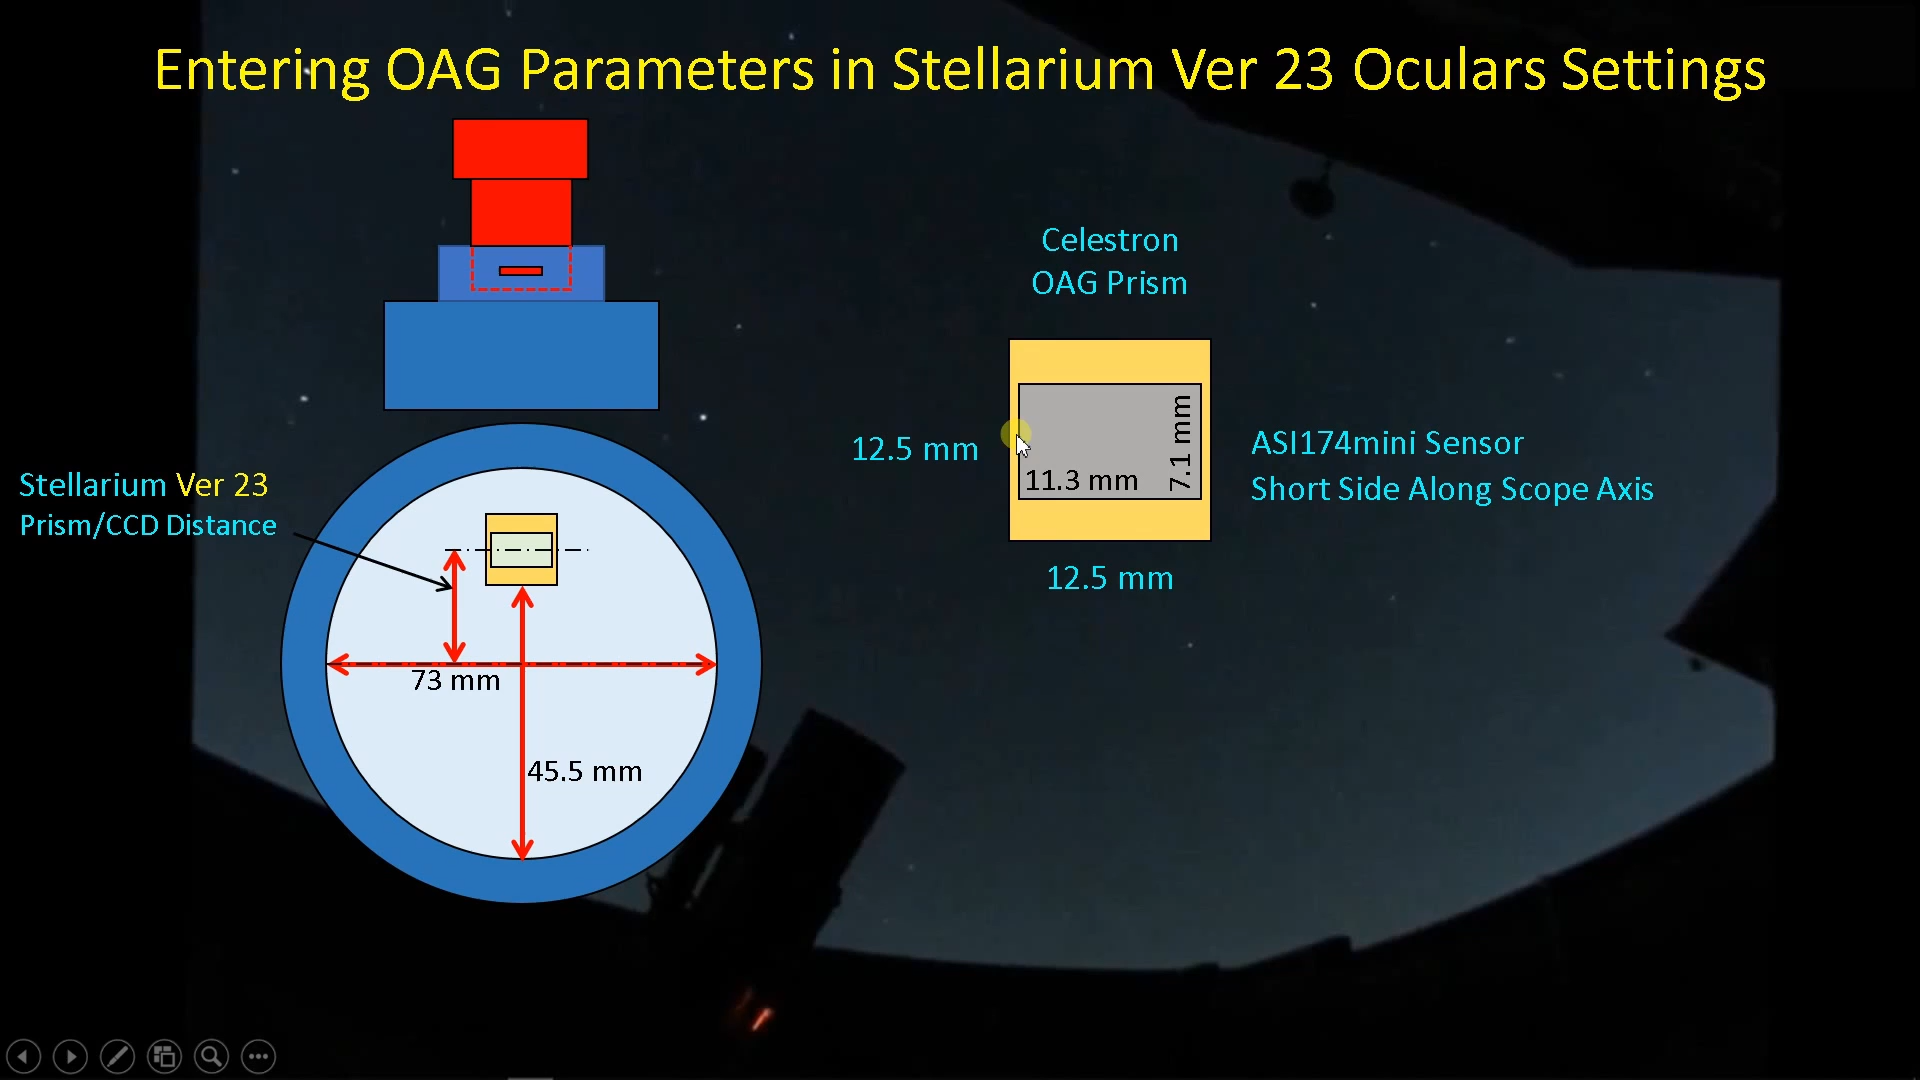 Entering OAG Parameters in Stellarium Ver 23 Oculars Settings
Celestron
OAG Prism
12.5 mm
11.3 mm
7.1 mm
12.5 mm
ASI174mini Sensor
Short Side Along Scope Axis
Stellarium Ver 23
Prism/CCD Distance
73 mm
45.5 mm